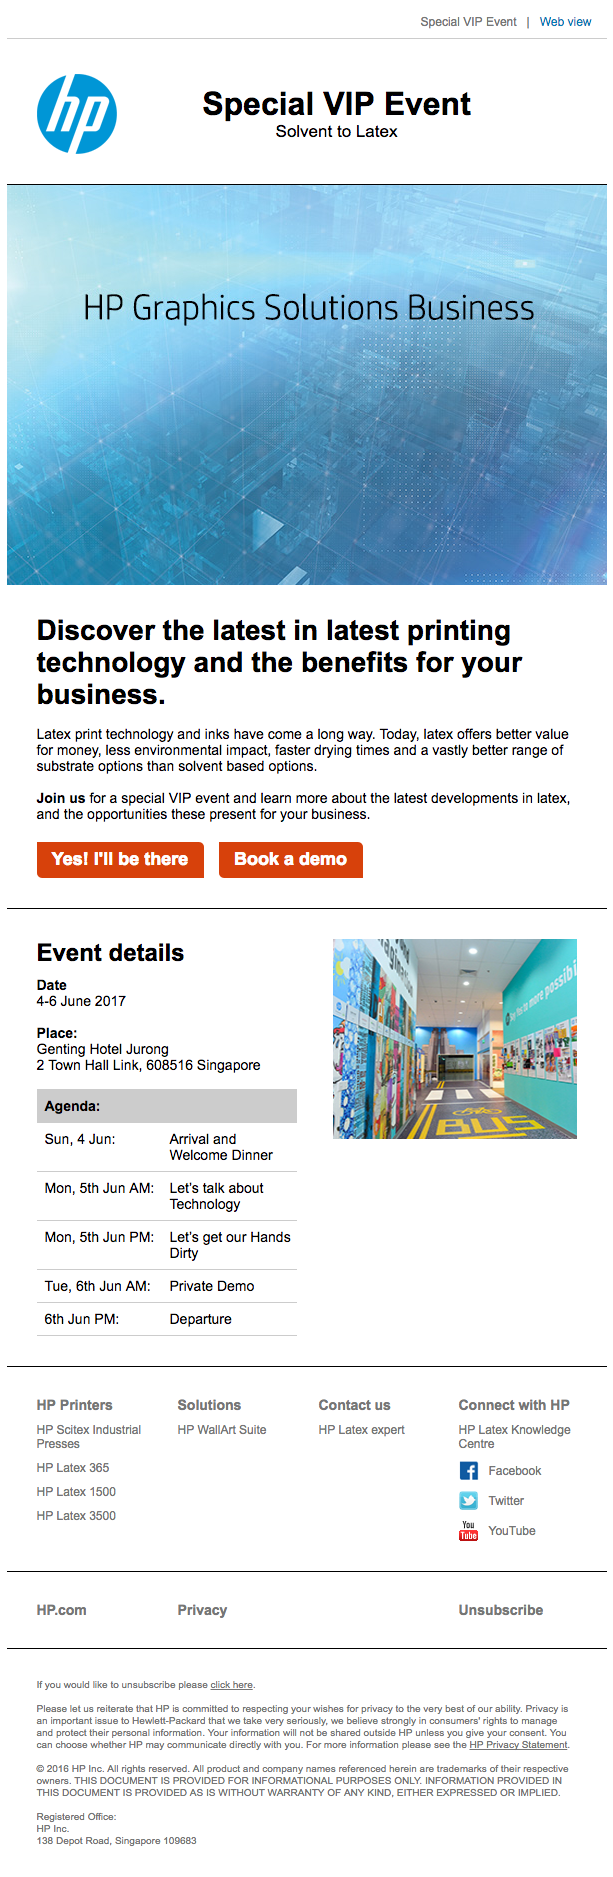 Special VIP Event | Web view
hp
Special VIP Event
Solvent to Latex
HP Graphics Solutions Business
Discover the latest in latest printing
technology and the benefits for your
business.
Latex print technology and inks have come a long way. Today, latex offers better value
for money, less environmental impact, faster drying times and a vastly better range of
substrate options than solvent based options.
Join us for a special VIP event and learn more about the latest developments in latex,
and the opportunities these present for your business.
Yes! I'll be there
Book a demo
Event details
Date
4-6 June 2017
Place:
Genting Hotel Jurong
2 Town Hall Link, 608516 Singapore
BUS
Agenda:
Sun, 4 Jun: Arrival and
Welcome Dinner
Mon, 5th Jun AM: Let's talk about
Technology
Mon, 5th Jun PM: Let's get our Hands
Dirty
Tue, 6th Jun AM: Private Demo
6th Jun PM: Departure
HP Printers
HP Scitex Industrial
Presses
HP Latex 365
HP Latex 1500
HP Latex 3500
Solutions
HP WallArt Suite
Contact us
HP Latex expert
Connect with HP
HP Latex Knowledge
Centre
Facebook
Twitter
You
Tube
YouTube
HP.com
Privacy
Unsubscribe
If you would like to unsubscribe please click here.
Please let us reiterate that HP is committed to respecting your wishes for privacy to the very best of our ability. Privacy is
an important issue to Hewlett-Packard that we take very seriously, we believe strongly in consumers' rights to manage
and protect their personal information. Your information will not be shared outside HP unless you give your consent. You
can choose whether HP may communicate directly with you. For more information please see the HP Privacy Statement.
© 2016 HP Inc. All rights reserved. All product and company names referenced herein are trademarks of their respective
owners. THIS DOCUMENT IS PROVIDED FOR INFORMATIONAL PURPOSES ONLY. INFORMATION PROVIDED IN
THIS DOCUMENT IS PROVIDED AS IS WITHOUT WARRANTY OF ANY KIND, EITHER EXPRESSED OR IMPLIED.
Registered Office:
HP Inc.
138 Depot Road, Singapore 109683